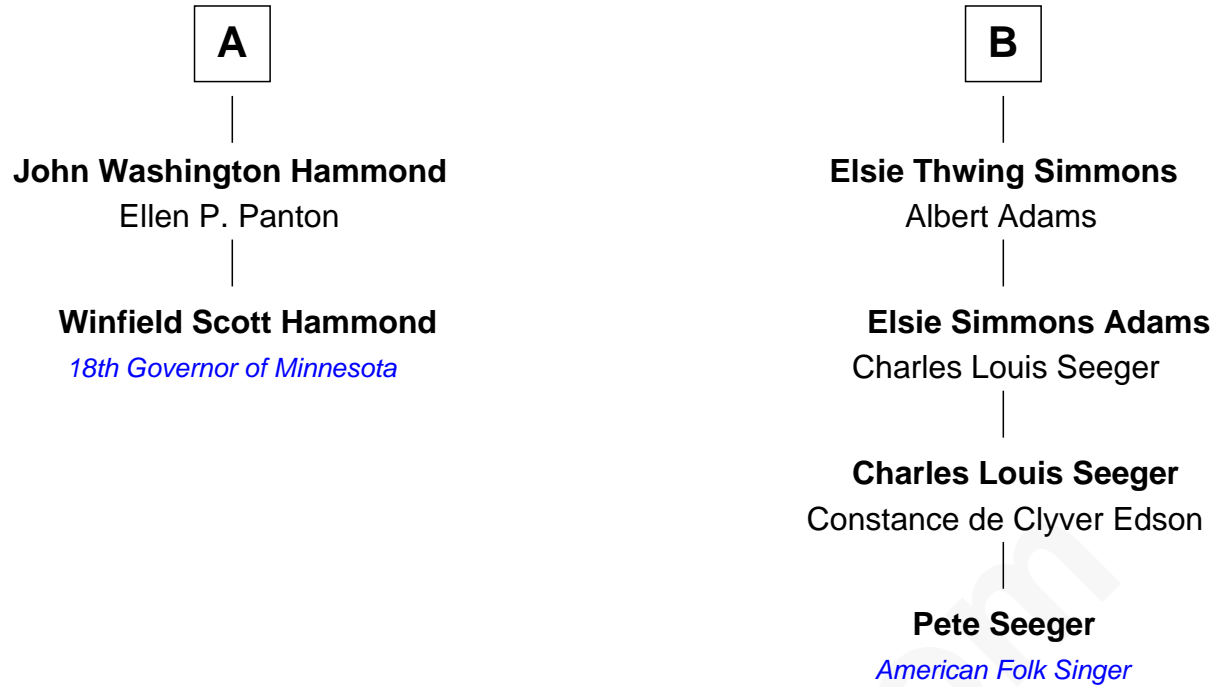 A
John Washington Hammond
Ellen P. Panton
Winfield Scott Hammond
18th Governor of Minnesota
B
Elsie Thwing Simmons
Albert Adams
Elsie Simmons Adams
Charles Louis Seeger
Charles Louis Seeger
Constance de Clyver Edson
Pete Seeger
American Folk Singer